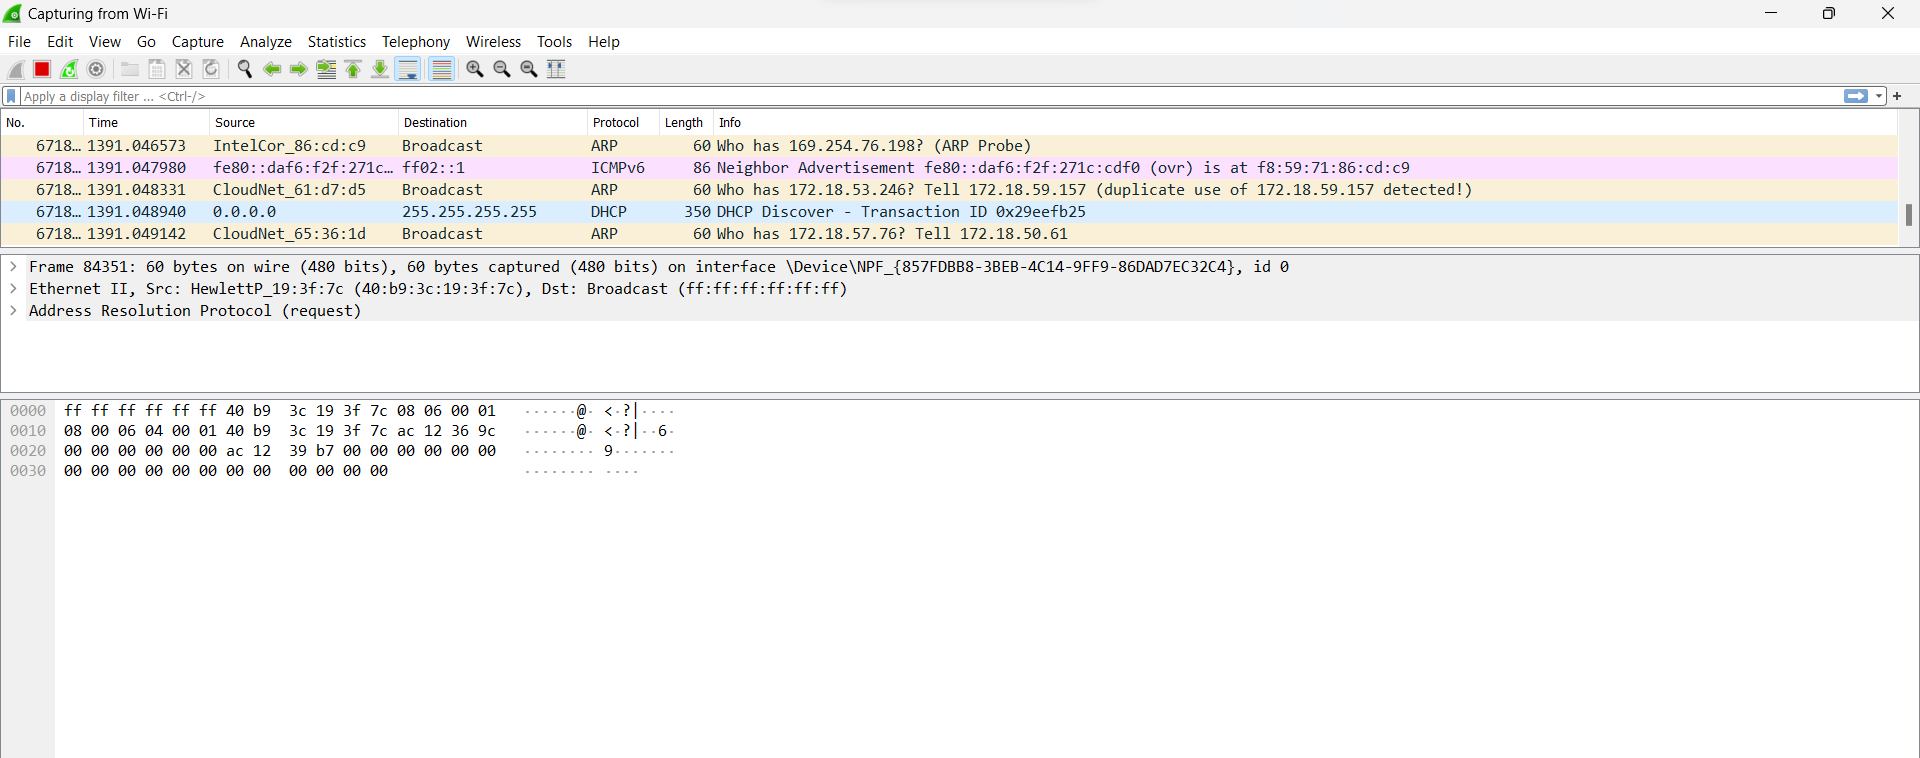 Capturing from Wi-Fi
File Edit View Go Capture Analyze Statistics Telephony Wireless Tools Help
Apply a display filter ... <Ctrl-/>
No. Time Source Destination Protocol Length Info
6718… 1391.046573 IntelCor_86:cd:c9 Broadcast ARP 60 Who has 169.254.76.198? (ARP Probe)
6718… 1391.047980 fe80::daf6:f2f:271c… ff02::1 ICMPv6 86 Neighbor Advertisement fe80::daf6:f2f:271c:cdf0 (ovr) is at f8:59:71:86:cd:c9
6718… 1391.048331 CloudNet_61:d7:d5 Broadcast ARP 60 Who has 172.18.53.246? Tell 172.18.59.157 (duplicate use of 172.18.59.157 detected!)
6718… 1391.048940 0.0.0.0 255.255.255.255 DHCP 350 DHCP Discover - Transaction ID 0x29eefb25
6718… 1391.049142 CloudNet_65:36:1d Broadcast ARP 60 Who has 172.18.57.76? Tell 172.18.50.61
Frame 84351: 60 bytes on wire (480 bits), 60 bytes captured (480 bits) on interface \Device\NPF_{857FDBB8-3BEB-4C14-9FF9-86DAD7EC32C4}, id 0
Ethernet II, Src: HewlettP_19:3f:7c (40:b9:3c:19:3f:7c), Dst: Broadcast (ff:ff:ff:ff:ff:ff)
Address Resolution Protocol (request)
0000 ff ff ff ff ff ff 40 b9 3c 19 3f 7c 08 06 00 01 ······@· <·?|····
0010 08 00 06 04 00 01 40 b9 3c 19 3f 7c ac 12 36 9c ······@· <·?|··6·
0020 00 00 00 00 00 00 ac 12 39 b7 00 00 00 00 00 00 ········ 9·······
0030 00 00 00 00 00 00 00 00 00 00 00 00 ········ ····